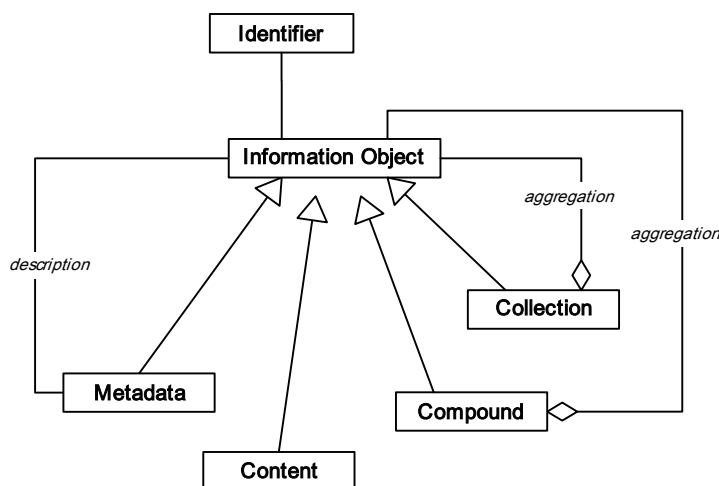 Identifier
Information Object
aggregation
aggregation
description
Collection
Metadata
Compound
Content